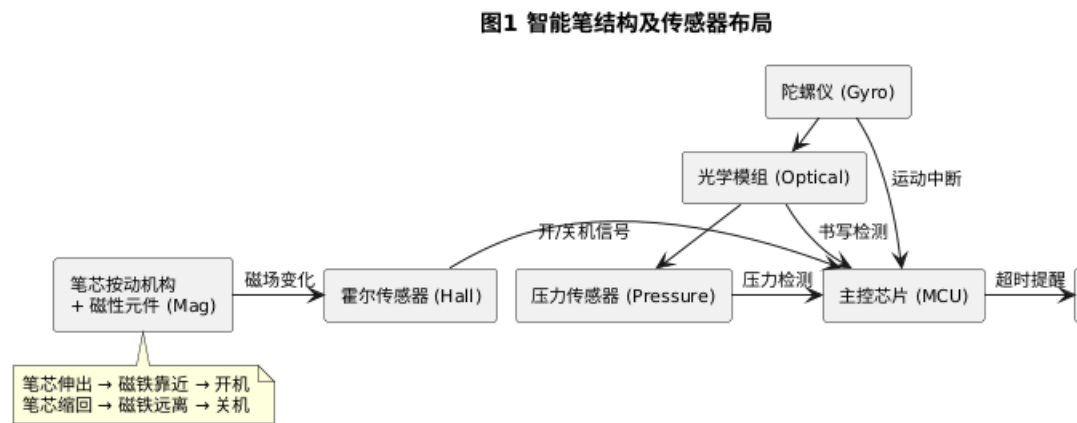 图1 智能笔结构及传感器布局
陀螺仪 (Gyro)
光学模组 (Optical)
运动中断
开/关机信号
书写检测
笔芯按动机构
+ 磁性元件 (Mag)
磁场变化
霍尔传感器 (Hall)
压力传感器 (Pressure)
压力检测
主控芯片 (MCU)
超时提醒
笔芯伸出 → 磁铁靠近 → 开机
笔芯缩回 → 磁铁远离 → 关机